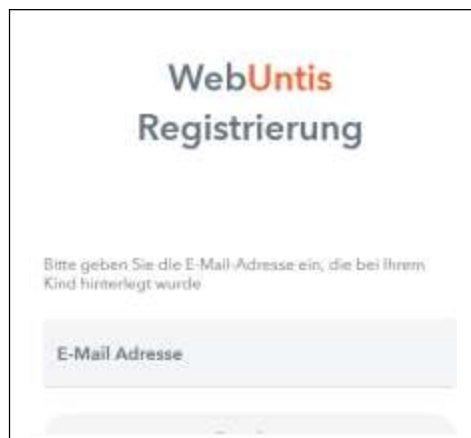 WebUntis
Registrierung
Bitte geben Sie die E-Mail-Adresse ein, die bei Ihrem
Kind hinterlegt wurde
E-Mail Adresse